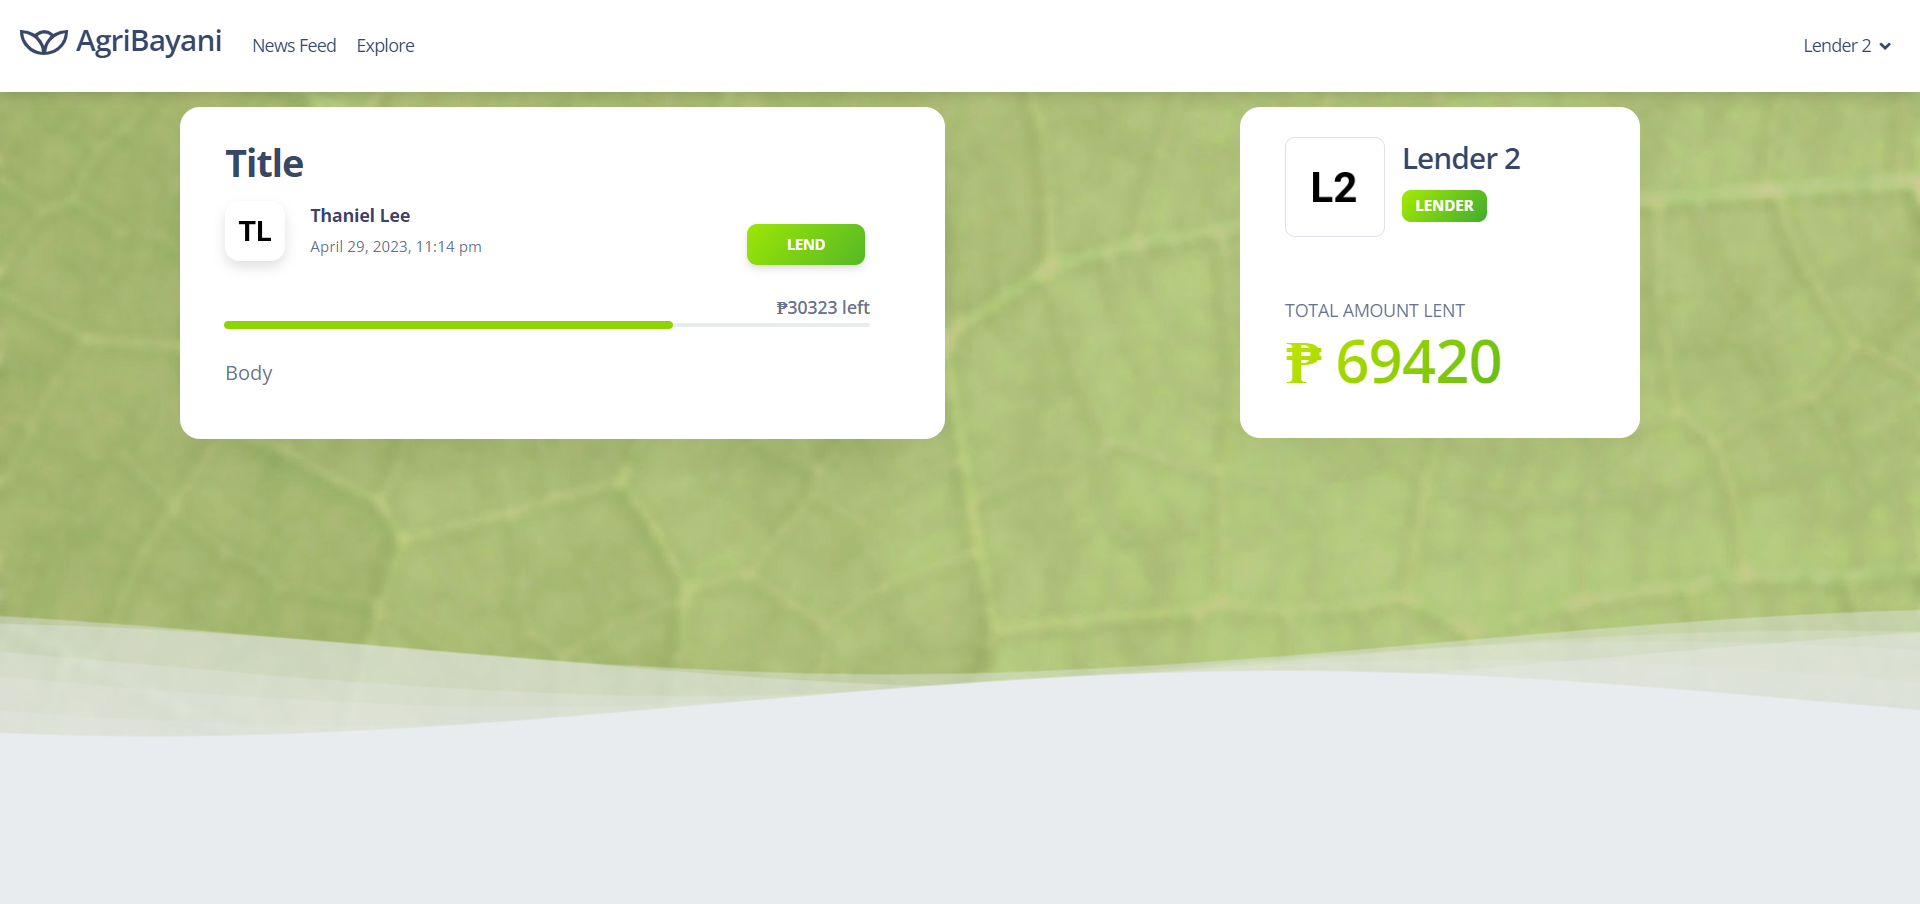 AgriBayani
News Feed
Explore
Lender 2
Title
TL
Thaniel Lee
April 29, 2023, 11:14 pm
LEND
₱30323 left
Body
L2
Lender 2
LENDER
TOTAL AMOUNT LENT
₱ 69420